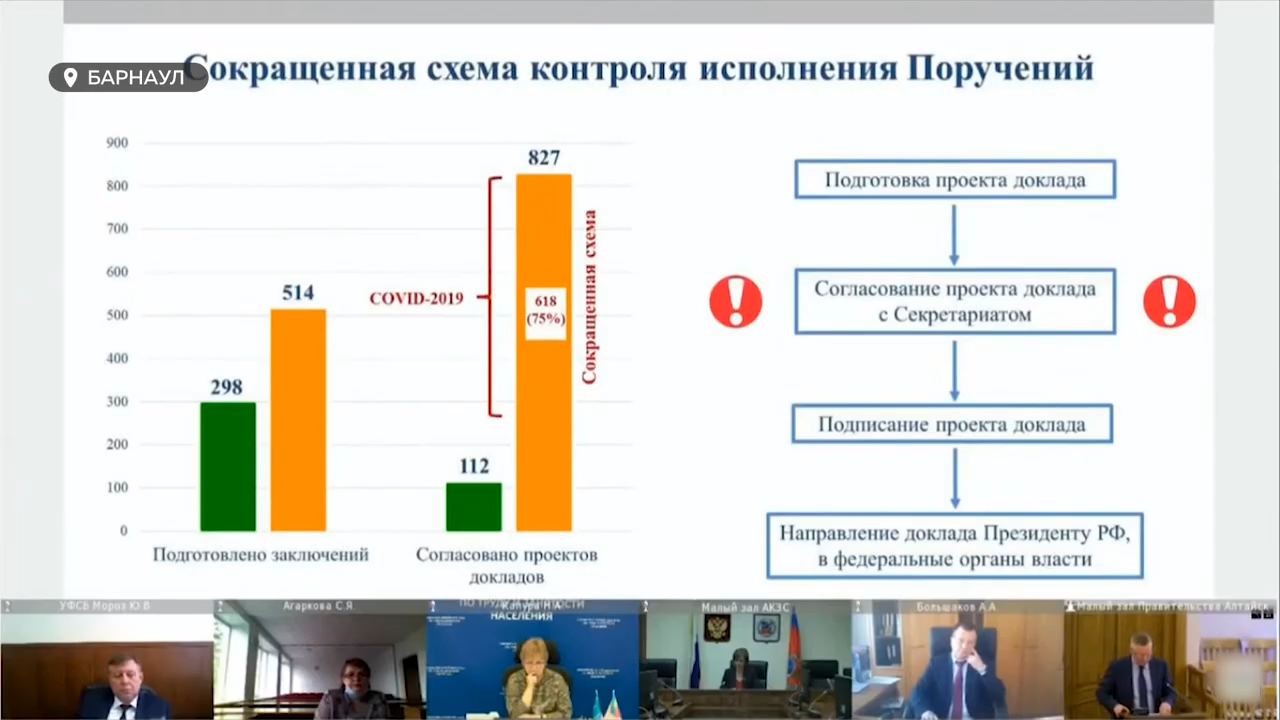 БАРНАУЛ
Сокращенная схема контроля исполнения Поручений
900
800
700
600
500
400
300
200
100
0
298
514
112
827
COVID-2019
618
(75%)
Сокращенная схема
Подготовлено заключений
Согласовано проектов
докладов
Подготовка проекта доклада
Согласование проекта доклада
с Секретариатом
Подписание проекта доклада
Направление доклада Президенту РФ,
в федеральные органы власти
УФСБ Мороз Ю.В
Агаркова С.Я
НАСЕЛЕНИЯ
Малый зал АКЗС
Большаков А.А
Малый зал Правительства Алтайск